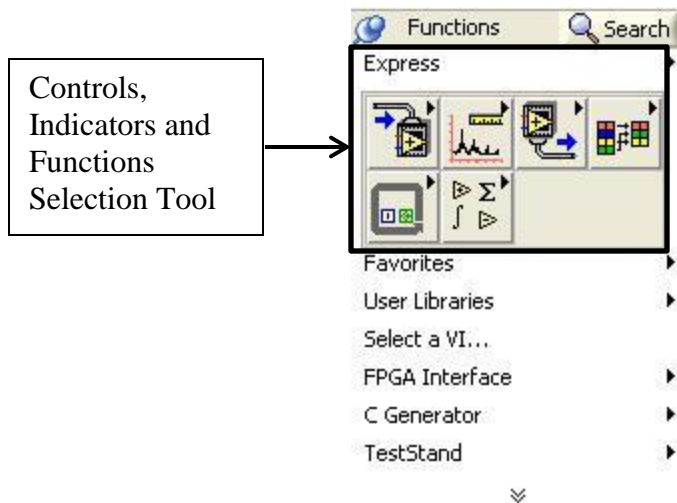 Controls,
Indicators and
Functions
Selection Tool
Functions
Search
Express
Favorites
User Libraries
Select a VI...
FPGA Interface
C Generator
TestStand